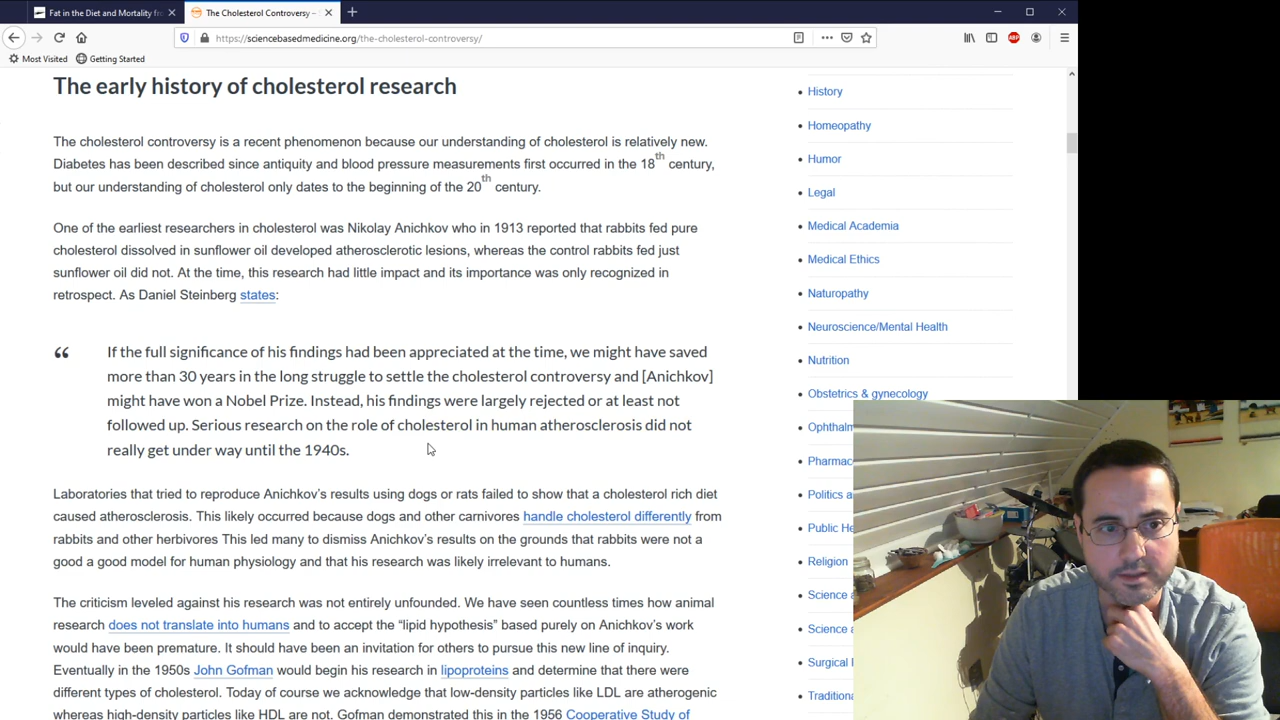 Fat in the Diet and Mortality fro
The Cholesterol Controversy –
https://sciencebasedmedicine.org/the-cholesterol-controversy/
ABP
Most Visited
Getting Started
The early history of cholesterol research
The cholesterol controversy is a recent phenomenon because our understanding of cholesterol is relatively new.
Diabetes has been described since antiquity and blood pressure measurements first occurred in the 18th century,
but our understanding of cholesterol only dates to the beginning of the 20th century.
One of the earliest researchers in cholesterol was Nikolay Anichkov who in 1913 reported that rabbits fed pure
cholesterol dissolved in sunflower oil developed atherosclerotic lesions, whereas the control rabbits fed just
sunflower oil did not. At the time, this research had little impact and its importance was only recognized in
retrospect. As Daniel Steinberg states:
“ If the full significance of his findings had been appreciated at the time, we might have saved
more than 30 years in the long struggle to settle the cholesterol controversy and [Anichkov]
might have won a Nobel Prize. Instead, his findings were largely rejected or at least not
followed up. Serious research on the role of cholesterol in human atherosclerosis did not
really get under way until the 1940s.
Laboratories that tried to reproduce Anichkov’s results using dogs or rats failed to show that a cholesterol rich diet
caused atherosclerosis. This likely occurred because dogs and other carnivores handle cholesterol differently from
rabbits and other herbivores This led many to dismiss Anichkov’s results on the grounds that rabbits were not a
good a good model for human physiology and that his research was likely irrelevant to humans.
The criticism leveled against his research was not entirely unfounded. We have seen countless times how animal
research does not translate into humans and to accept the “lipid hypothesis” based purely on Anichkov’s work
would have been premature. It should have been an invitation for others to pursue this new line of inquiry.
Eventually in the 1950s John Gofman would begin his research in lipoproteins and determine that there were
different types of cholesterol. Today of course we acknowledge that low-density particles like LDL are atherogenic
whereas high-density particles like HDL are not. Gofman demonstrated this in the 1956 Cooperative Study of
History
Homeopathy
Humor
Legal
Medical Academia
Medical Ethics
Naturopathy
Neuroscience/Mental Health
Nutrition
Obstetrics & gynecology
Ophthalm
Pharmac
Politics a
Public He
Religion
Science a
Science a
Surgical
Traditiona